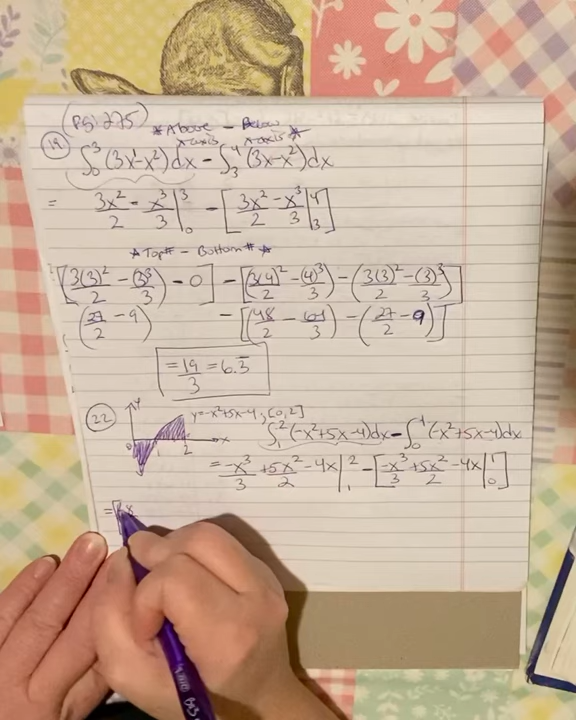 (PG. 275) *Above x axis - Below x axis*
19 ∫₀³(3x¹-x²)dx - ∫₃⁴(3x-x²)dx
= 3x²/2 - x³/3 |₀³ - [3x²/2 - x³/3 |₃⁴]
*Top# - Bottom#*
[3(3)²/2 - (3)³/3) - 0] - [3(4)²/2 - (4)³/3) - (3(3)²/2 - (3)³/3)]
(27/2 - 9) - [(48/2 - 64/3) - (27/2 - 9)]
= 19/3 = 6.3̅
22 y x 1 2 y=-x²+5x-4, [0,2] ∫₁²(-x²+5x-4)dx - ∫₀¹(-x²+5x-4)dx
= -x³/3 + 5x²/2 - 4x |₁² - [-x³/3 + 5x²/2 - 4x |₀¹]
= [